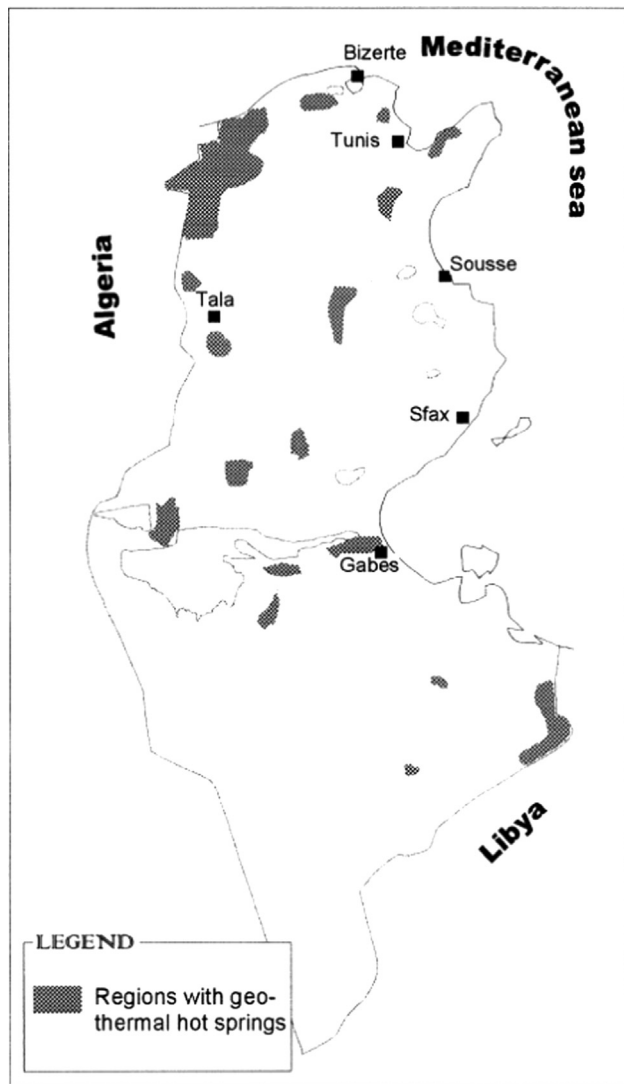 Mediterranean sea
Bizerte
Tunis
Algeria
Sousse
Tala
Sfax
Gabes
Libya
LEGEND
Regions with geo-
thermal hot springs